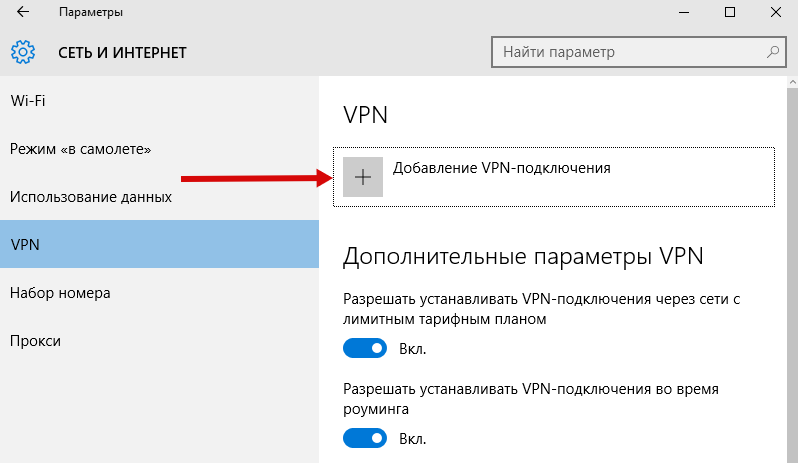 Параметры
СЕТЬ И ИНТЕРНЕТ
Найти параметр
Wi-Fi
Режим «в самолете»
Использование данных
VPN
Набор номера
Прокси
VPN
Добавление VPN-подключения
Дополнительные параметры VPN
Разрешать устанавливать VPN-подключения через сети с
лимитным тарифным планом
Вкл.
Разрешать устанавливать VPN-подключения во время
роуминга
Вкл.